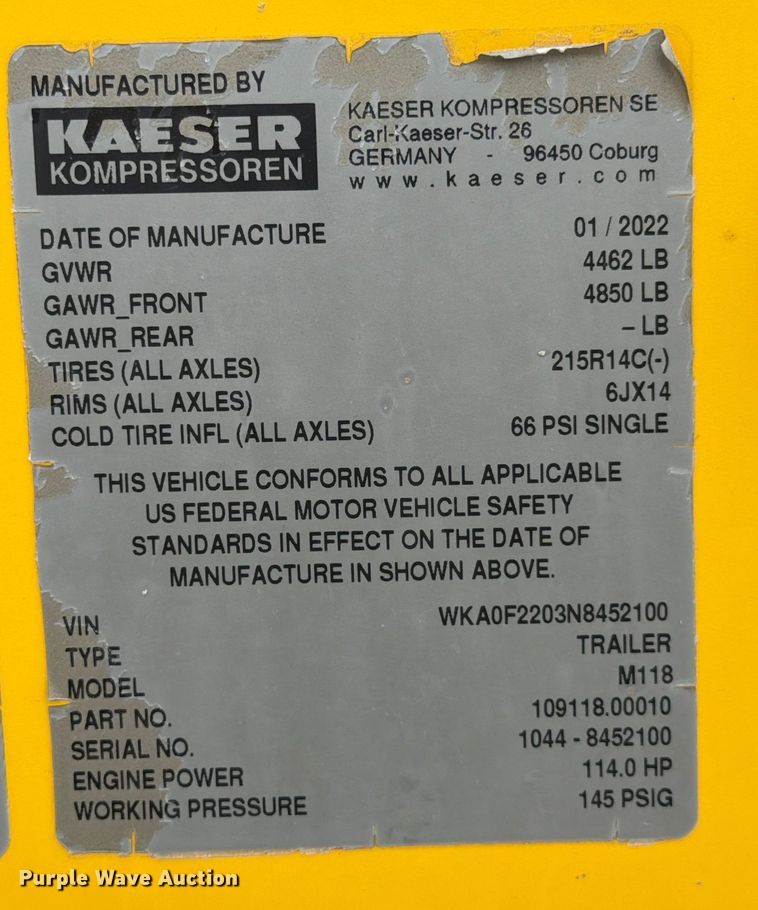 MANUFACTURED BY
KAESER
KOMPRESSOREN
KAESER KOMPRESSOREN SE
Carl-Kaeser-Str. 26
GERMANY - 96450 Coburg
www.kaeser.com
DATE OF MANUFACTURE 01 / 2022
GVWR 4462 LB
GAWR_FRONT 4850 LB
GAWR_REAR – LB
TIRES (ALL AXLES) 215R14C(-)
RIMS (ALL AXLES) 6JX14
COLD TIRE INFL (ALL AXLES) 66 PSI SINGLE
THIS VEHICLE CONFORMS TO ALL APPLICABLE
US FEDERAL MOTOR VEHICLE SAFETY
STANDARDS IN EFFECT ON THE DATE OF
MANUFACTURE IN SHOWN ABOVE.
VIN WKA0F2203N8452100
TYPE TRAILER
MODEL M118
PART NO. 109118.00010
SERIAL NO. 1044 - 8452100
ENGINE POWER 114.0 HP
WORKING PRESSURE 145 PSIG
Purple Wave Auction